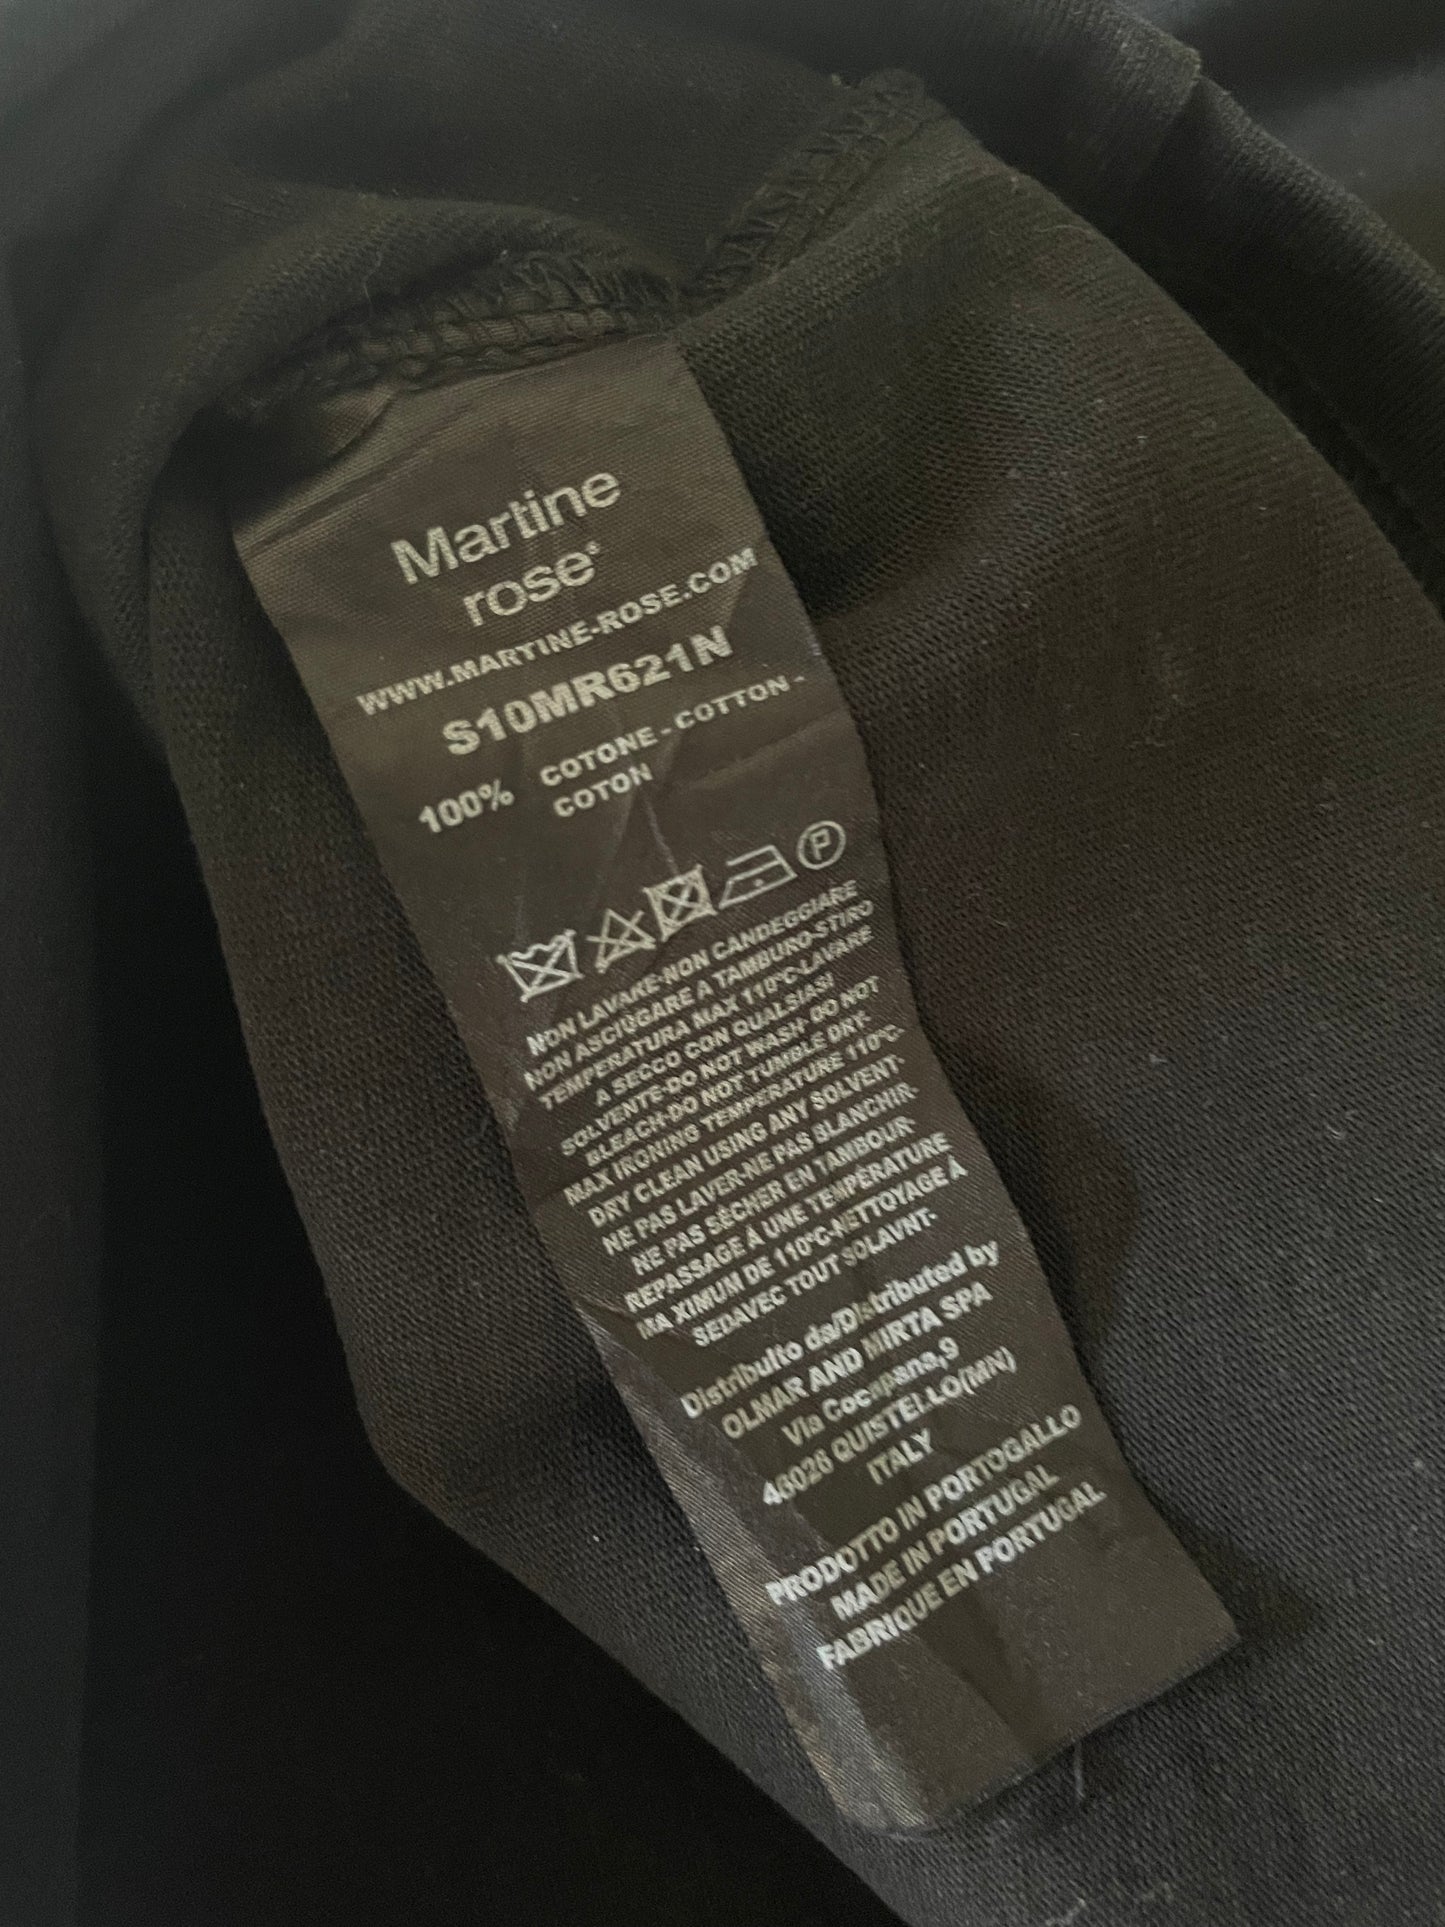 Martine
rose®
WWW.MARTINE-ROSE.COM
S10MR621N
100% COTONE - COTTON -
COTON
P
NON LAVARE-NON CANDEGGIARE
NON ASCIUGARE A TAMBURO-STIRO
TEMPERATURA MAX 110°C-LAVARE
A SECCO CON QUALSIASI
SOLVENTE-DO NOT WASH- DO NOT
BLEACH-DO NOT TUMBLE DRY-
MAX IRONING TEMPERATURE 110°C-
DRY CLEAN USING ANY SOLVENT-
NE PAS LAVER-NE PAS BLANCHIR-
NE PAS SÉCHER EN TAMBOUR-
REPASSAGE À UNE TEMPÉRATURE
MAXIMUM DE 110°C-NETTOYAGE À
SEDAVEC TOUT SOLAVNT-
Distribuito da/Distributed by
OLMAR AND MIRTA SPA
Via Cocapana,9
46026 QUISTELLO(MN)
ITALY
PRODOTTO IN PORTOGALLO
MADE IN PORTUGAL
FABRIQUE EN PORTUGAL